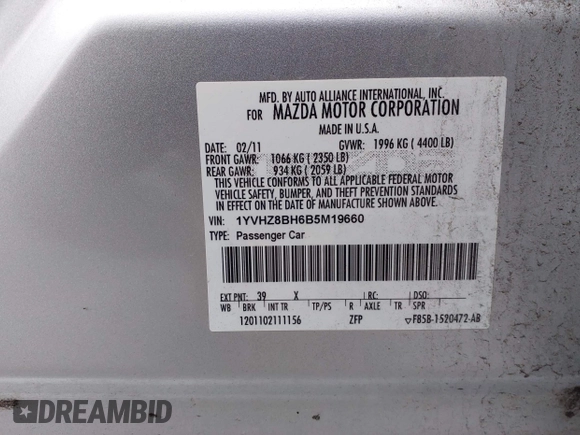 MFD. BY AUTO ALLIANCE INTERNATIONAL, INC.
FOR MAZDA MOTOR CORPORATION
MADE IN U.S.A.
DATE: 02/11 GVWR: 1996 KG ( 4400 LB)
FRONT GAWR: 1066 KG ( 2350 LB)
REAR GAWR: 934 KG ( 2059 LB)
THIS VEHICLE CONFORMS TO ALL APPLICABLE FEDERAL MOTOR
VEHICLE SAFETY, BUMPER, AND THEFT PREVENTION STANDARDS
IN EFFECT ON THE DATE OF MANUFACTURE SHOWN ABOVE.
VIN: 1YVHZ8BH6B5M19660
TYPE: Passenger Car
EXT PNT: 39 X RC: DSO:
WB BRK INT TR TP/PS R AXLE TR SPR
1201102111156 ZFP ▽F85B-1520472-AB
DREAMBID